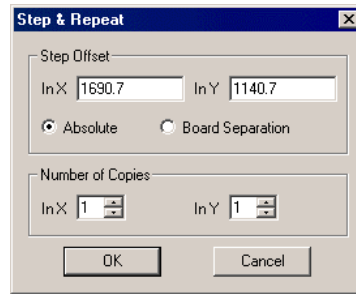 Step & Repeat
Step Offset
In X 1690.7 In Y 1140.7
Absolute Board Separation
Number of Copies
In X 1 In Y 1
OK Cancel